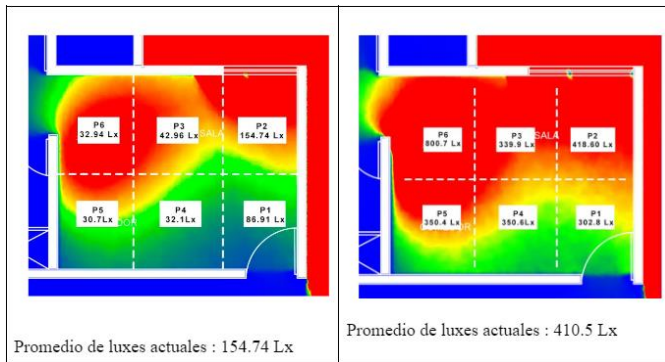 P6
32.94 Lx
P3
42.96 Lx
SALA
P2
154.74 Lx
P5
30.7Lx
P4
32.1Lx
P1
86.91 Lx
Promedio de luxes actuales : 154.74 Lx
P6
800.7 Lx
P3
339.9 Lx
SALA
P2
418.60 Lx
P5
350.4 Lx
P4
350.6Lx
P1
302.8 Lx
Promedio de luxes actuales : 410.5 Lx